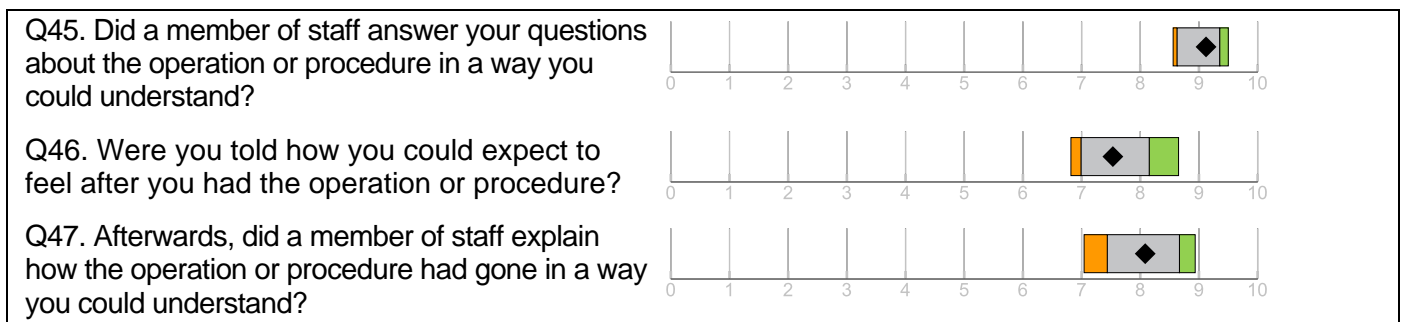 Q45. Did a member of staff answer your questions
about the operation or procedure in a way you
could understand?
0 1 2 3 4 5 6 7 8 9 10
Q46. Were you told how you could expect to
feel after you had the operation or procedure?
0 1 2 3 4 5 6 7 8 9 10
Q47. Afterwards, did a member of staff explain
how the operation or procedure had gone in a way
you could understand?
0 1 2 3 4 5 6 7 8 9 10